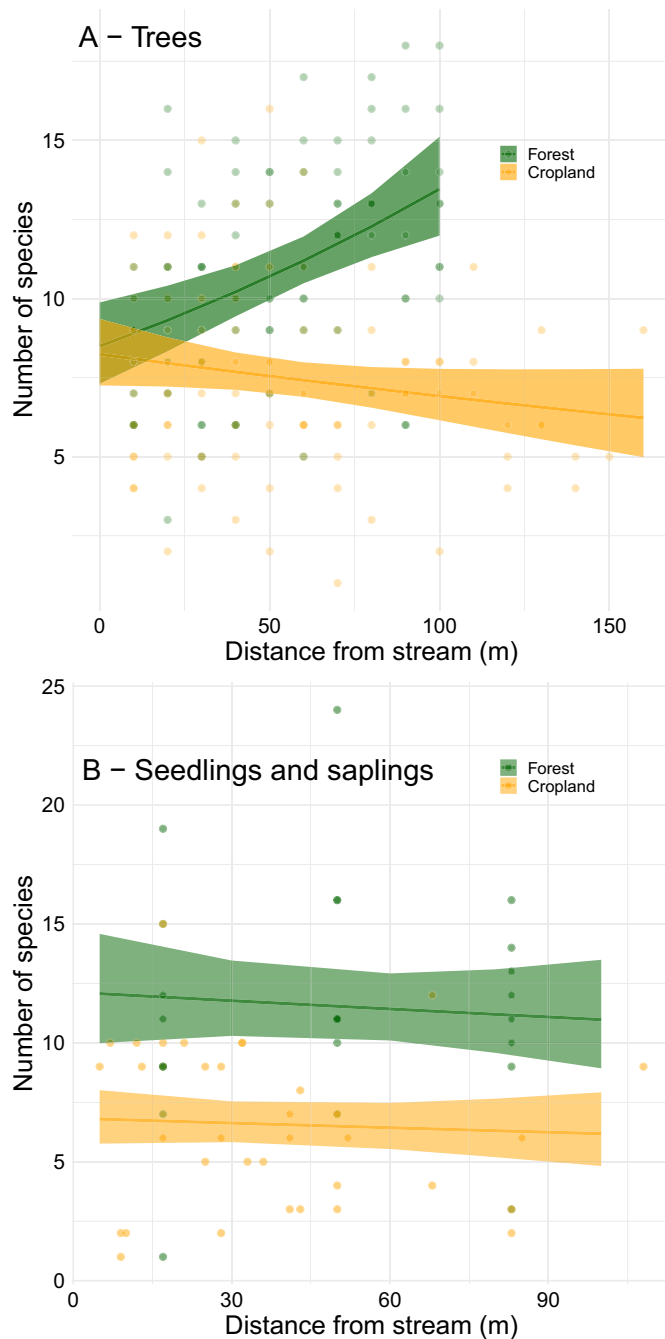 A − Trees
Number of species
15
10
5
Forest
Cropland
0
50
100
150
Distance from stream (m)
B − Seedlings and saplings
Number of species
25
20
15
10
5
0
Forest
Cropland
0
30
60
90
Distance from stream (m)